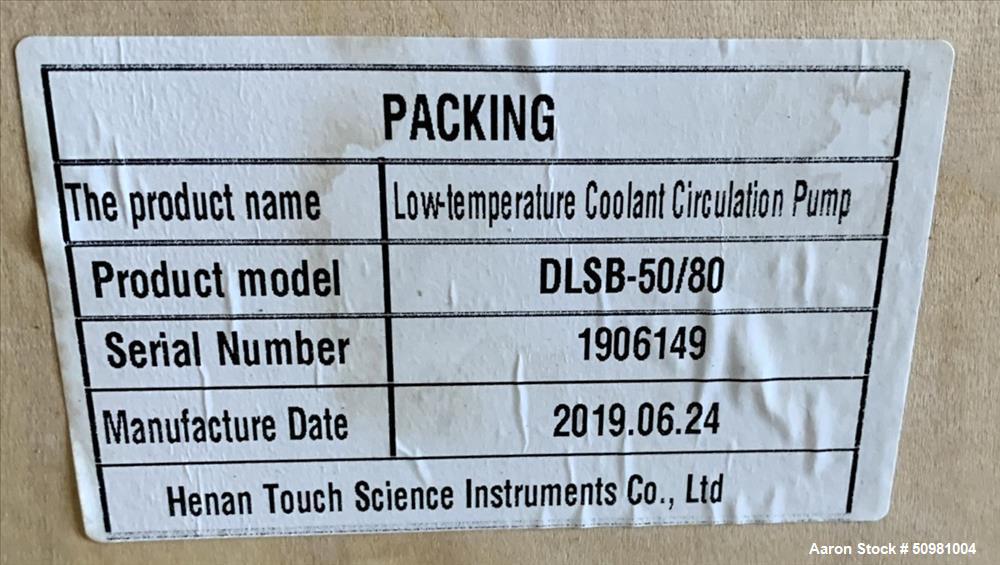 PACKING
The product name Low-temperature Coolant Circulation Pump
Product model DLSB-50/80
Serial Number 1906149
Manufacture Date 2019.06.24
Henan Touch Science Instruments Co., Ltd
Aaron Stock # 50981004